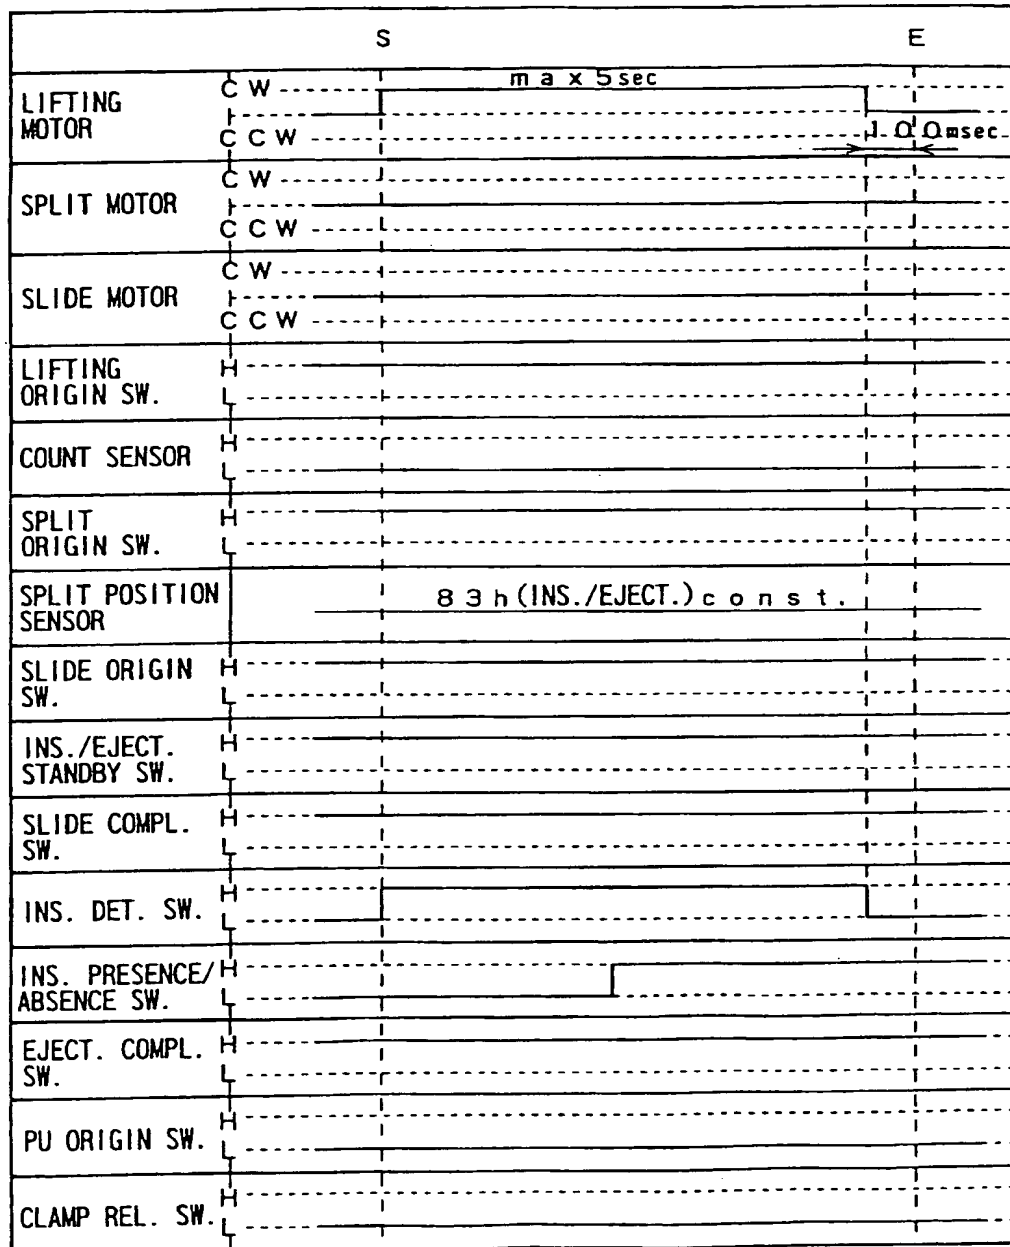 S E
LIFTING
MOTOR
CW
CCW
max 5sec
100msec
SPLIT MOTOR
CW
CCW
SLIDE MOTOR
CW
CCW
LIFTING
ORIGIN SW.
H
L
COUNT SENSOR
H
L
SPLIT
ORIGIN SW.
H
L
SPLIT POSITION
SENSOR
83h(INS./EJECT.)const.
SLIDE ORIGIN
SW.
H
L
INS./EJECT.
STANDBY SW.
H
L
SLIDE COMPL.
SW.
H
L
INS. DET. SW.
H
L
INS. PRESENCE/
ABSENCE SW.
H
L
EJECT. COMPL.
SW.
H
L
PU ORIGIN SW.
H
L
CLAMP REL. SW.
H
L